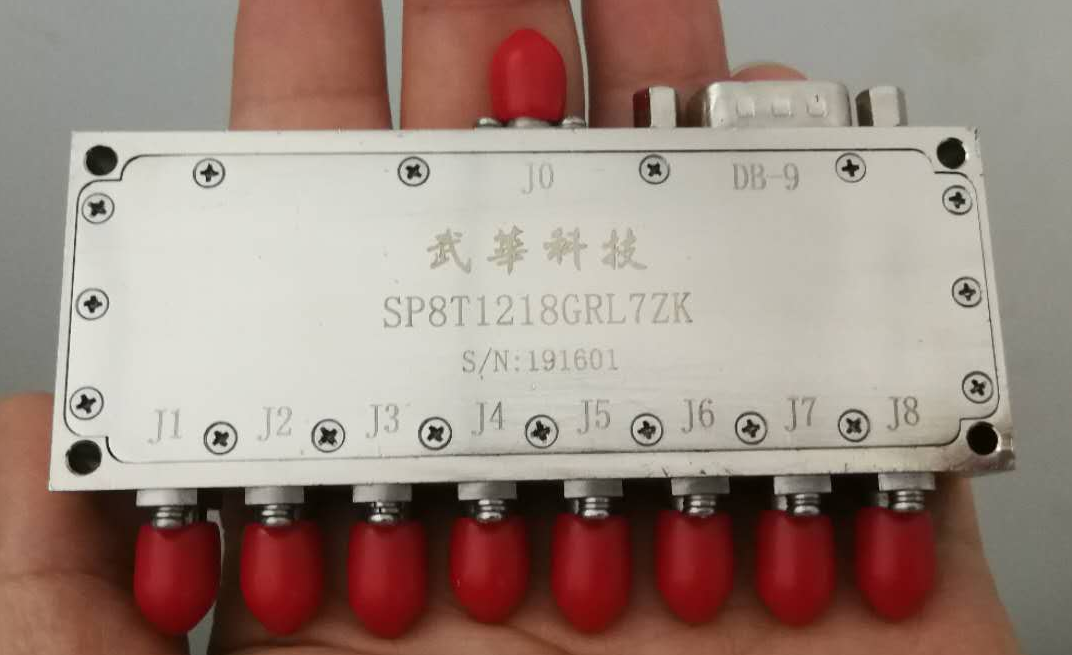 J0 DB-9
武華科技
SP8T1218GRL7ZK
S/N:191601
J1 J2 J3 J4 J5 J6 J7 J8